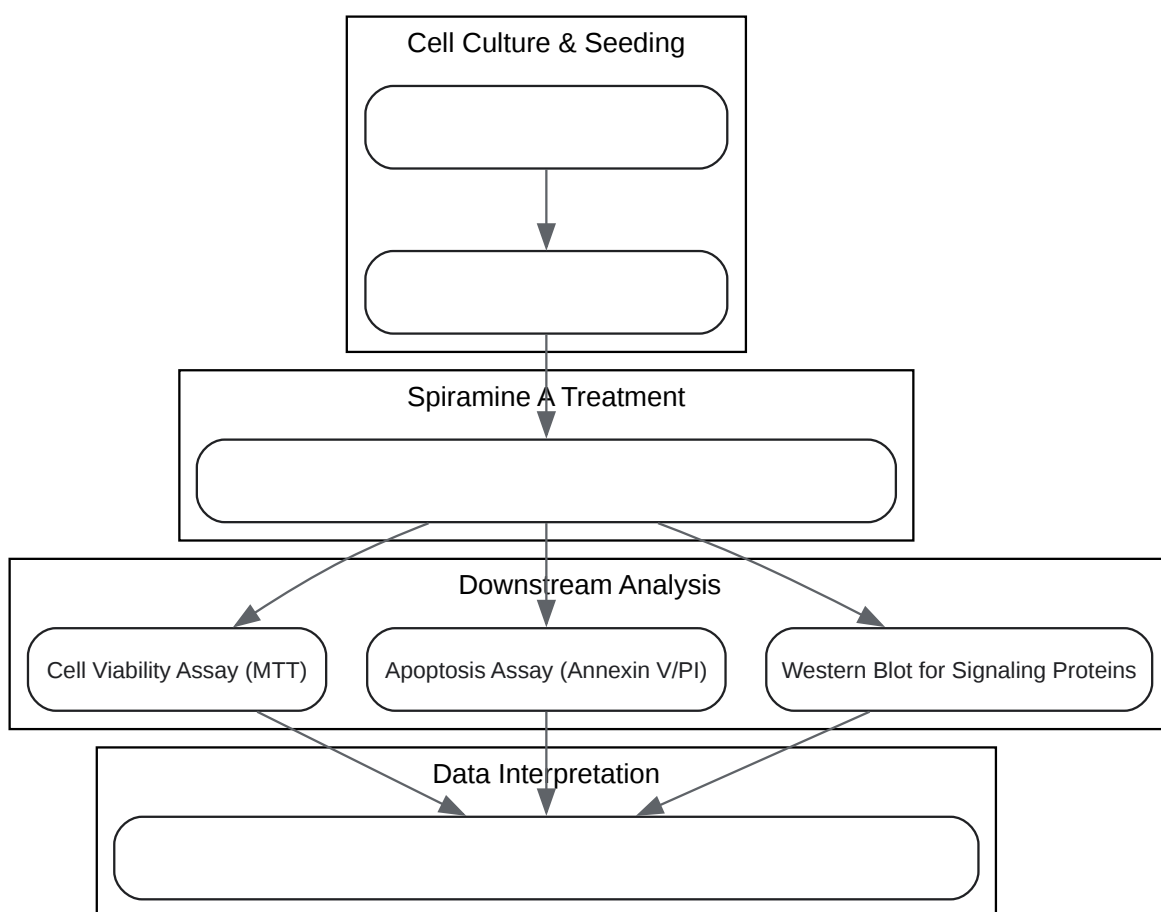 Cell Culture & Seeding
Spiramine A Treatment
Downstream Analysis
Cell Viability Assay (MTT)
Apoptosis Assay (Annexin V/PI)
Western Blot for Signaling Proteins
Data Interpretation